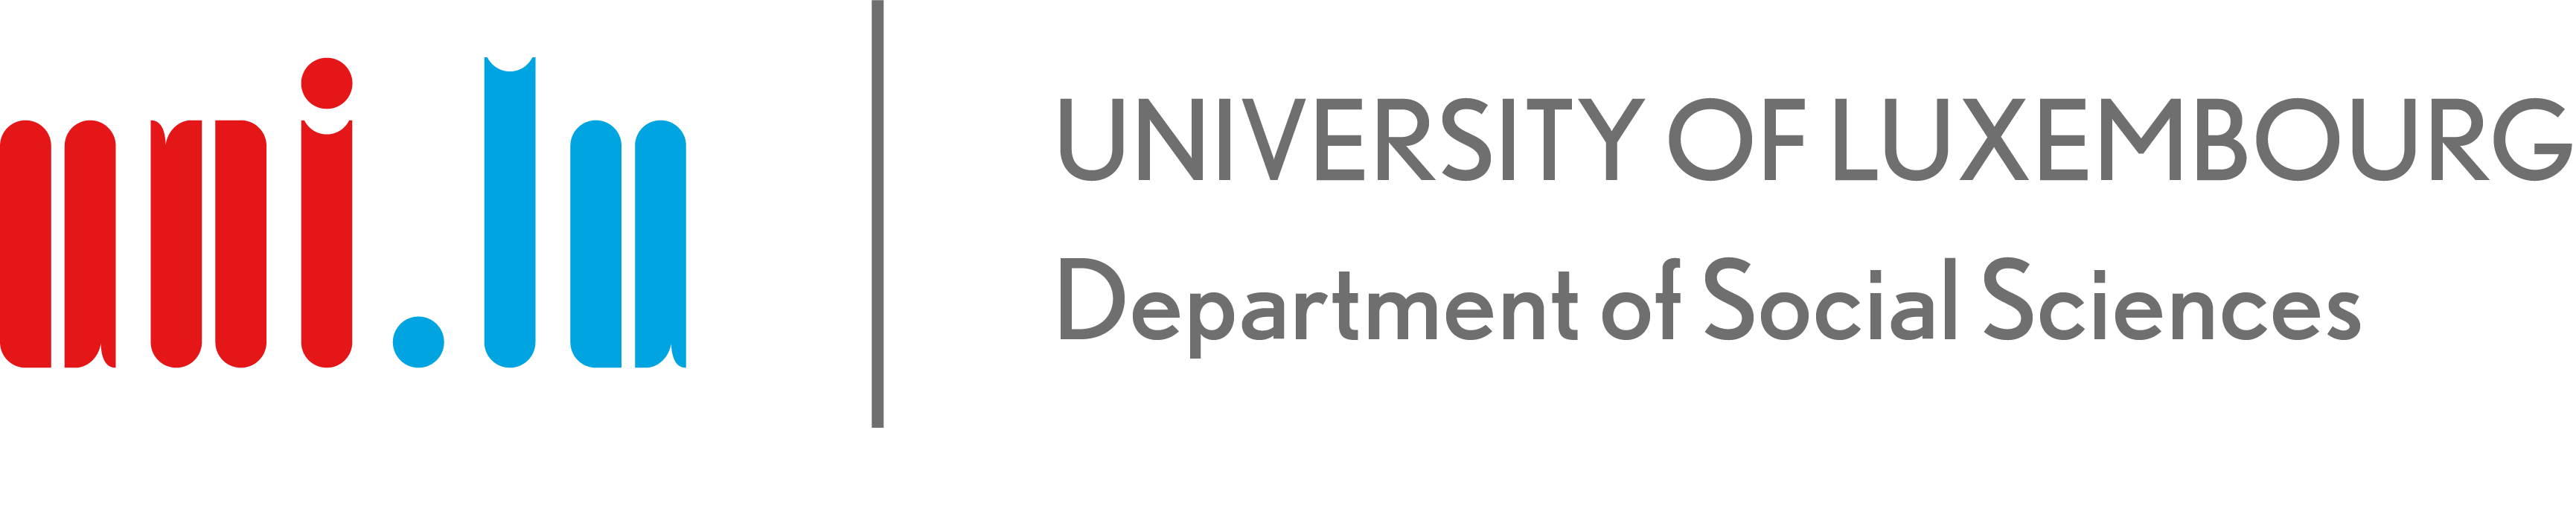 uni.lu
UNIVERSITY OF LUXEMBOURG
Department of Social Sciences